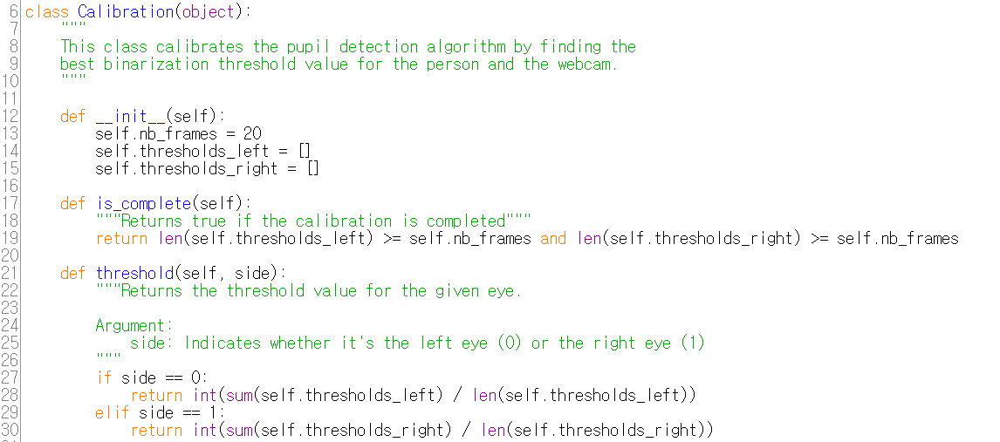 6 class Calibration(object):
7     """
8     This class calibrates the pupil detection algorithm by finding the
9     best binarization threshold value for the person and the webcam.
10     """
11
12     def __init__(self):
13         self.nb_frames = 20
14         self.thresholds_left = []
15         self.thresholds_right = []
16
17     def is_complete(self):
18         """Returns true if the calibration is completed"""
19         return len(self.thresholds_left) >= self.nb_frames and len(self.thresholds_right) >= self.nb_frames
20
21     def threshold(self, side):
22         """Returns the threshold value for the given eye.
23
24         Argument:
25             side: Indicates whether it's the left eye (0) or the right eye (1)
26         """
27         if side == 0:
28             return int(sum(self.thresholds_left) / len(self.thresholds_left))
29         elif side == 1:
30             return int(sum(self.thresholds_right) / len(self.thresholds_right))